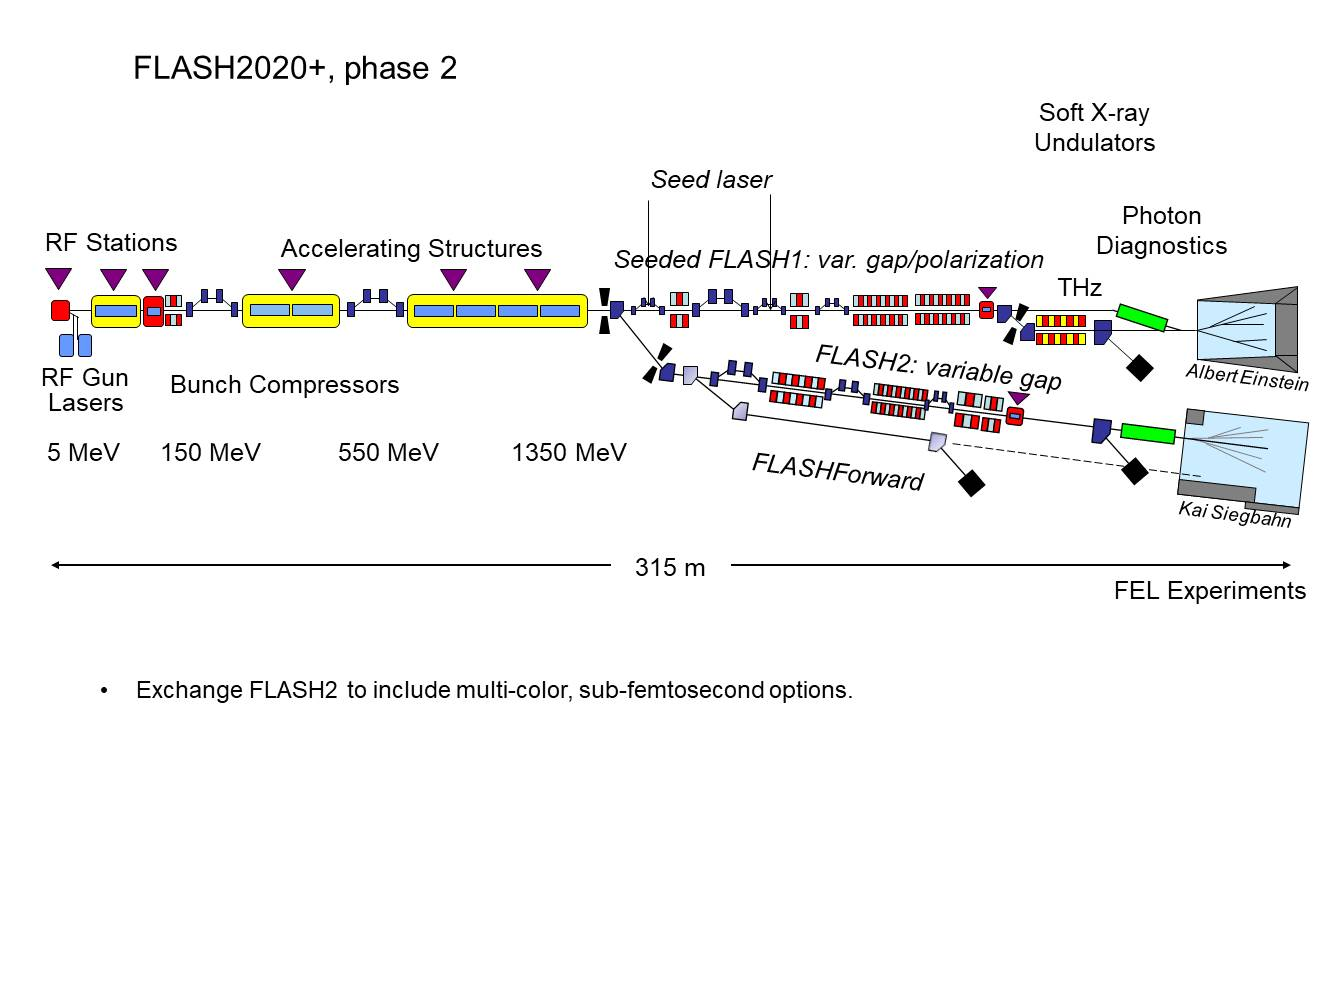 FLASH2020+, phase 2
Soft X-ray
Undulators
Seed laser
Photon
Diagnostics
RF Stations
Accelerating Structures
Seeded FLASH1: var. gap/polarization
THz
FLASH2: variable gap
Albert Einstein
RF Gun
Lasers
Bunch Compressors
5 MeV
150 MeV
550 MeV
1350 MeV
FLASHForward
Kai Siegbahn
315 m
FEL Experiments
• Exchange FLASH2 to include multi-color, sub-femtosecond options.